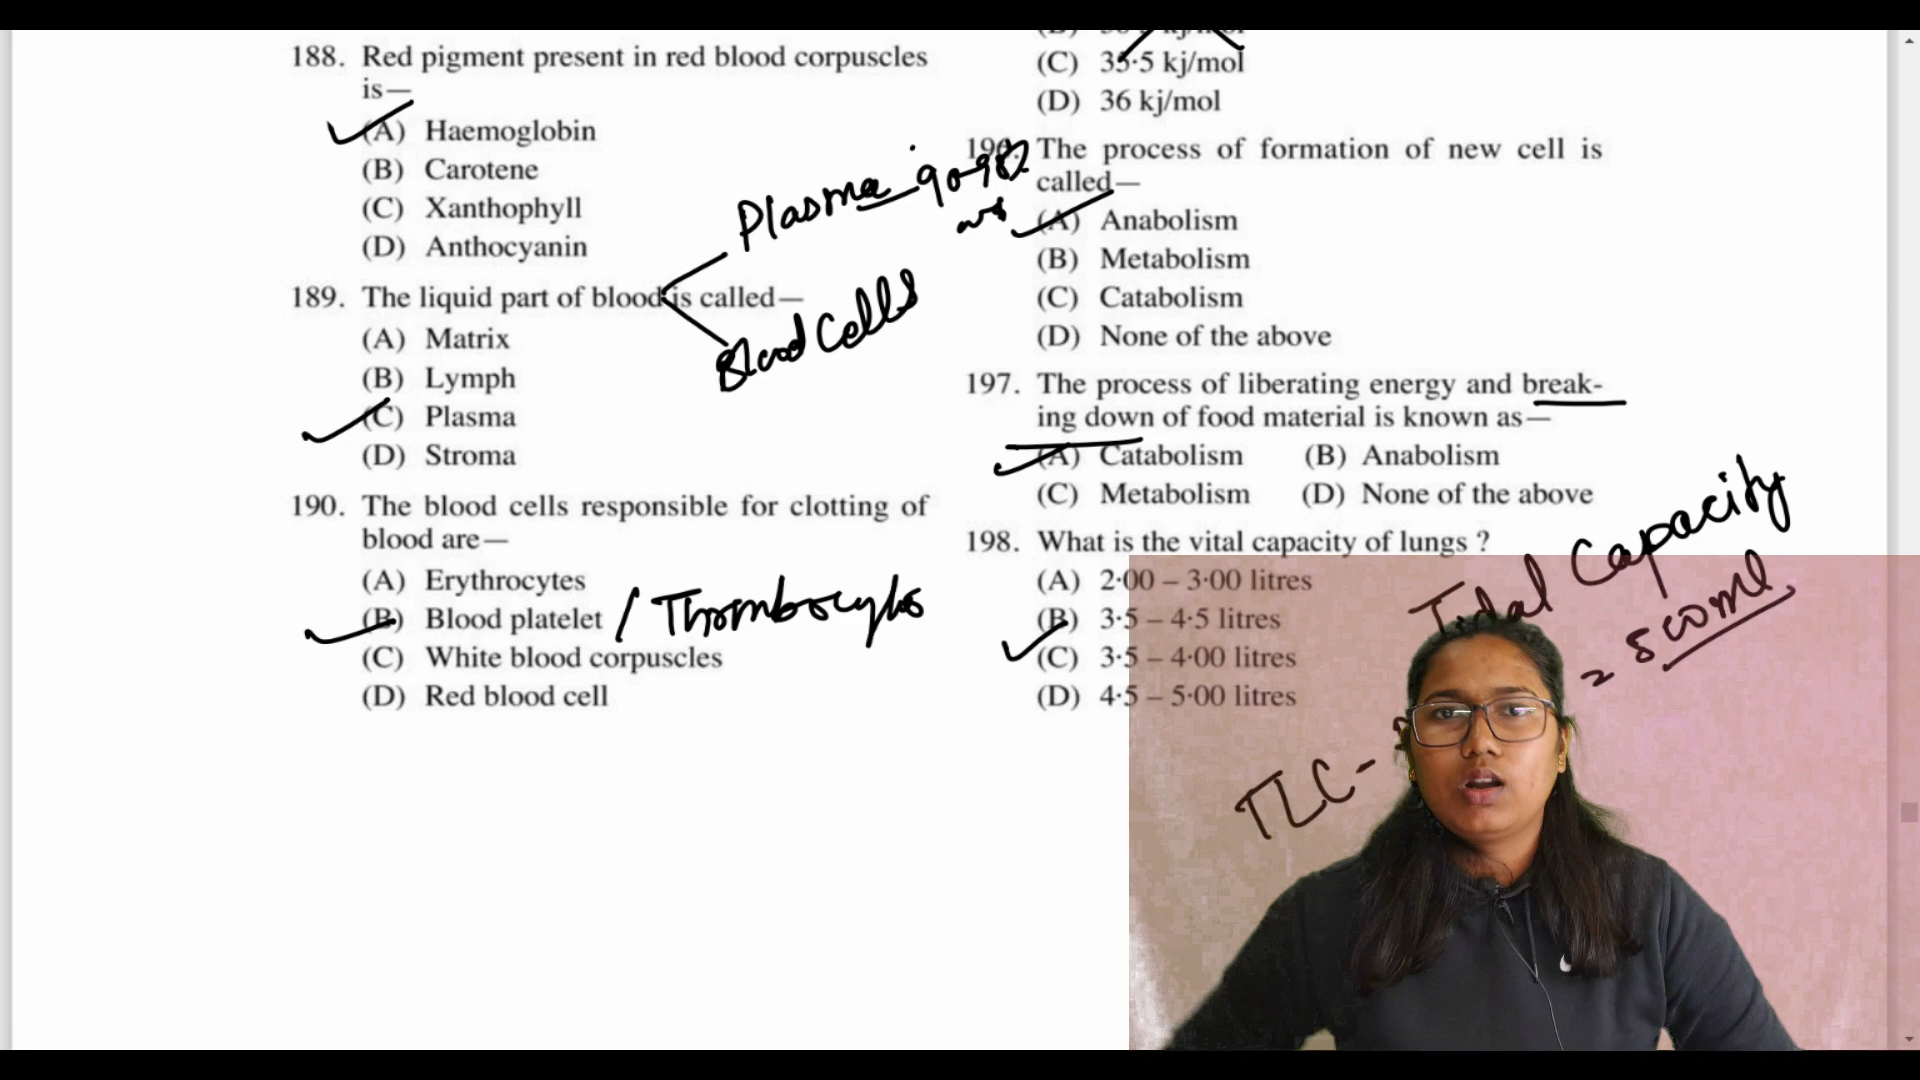 188. Red pigment present in red blood corpuscles
is—
(A) Haemoglobin
(B) Carotene
(C) Xanthophyll
(D) Anthocyanin
189. The liquid part of blood is called—
(A) Matrix
(B) Lymph
(C) Plasma
(D) Stroma
190. The blood cells responsible for clotting of
blood are—
(A) Erythrocytes
(B) Blood platelet
(C) White blood corpuscles
(D) Red blood cell
Plasma
Blood Cells
(C) 35·5 kj/mol
(D) 36 kj/mol
196. The process of formation of new cell is
called—
(A) Anabolism
(B) Metabolism
(C) Catabolism
(D) None of the above
197. The process of liberating energy and break-
ing down of food material is known as—
(A) Catabolism (B) Anabolism
(C) Metabolism (D) None of the above
198. What is the vital capacity of lungs ?
(A) 2·00 – 3·00 litres
(B) 3·5 – 4·5 litres
(C) 3·5 – 4·00 litres
(D) 4·5 – 5·00 litres
Tidal Capacity
= 500ml
TLC-